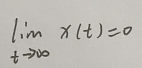 lim x(t)=0
t→∞